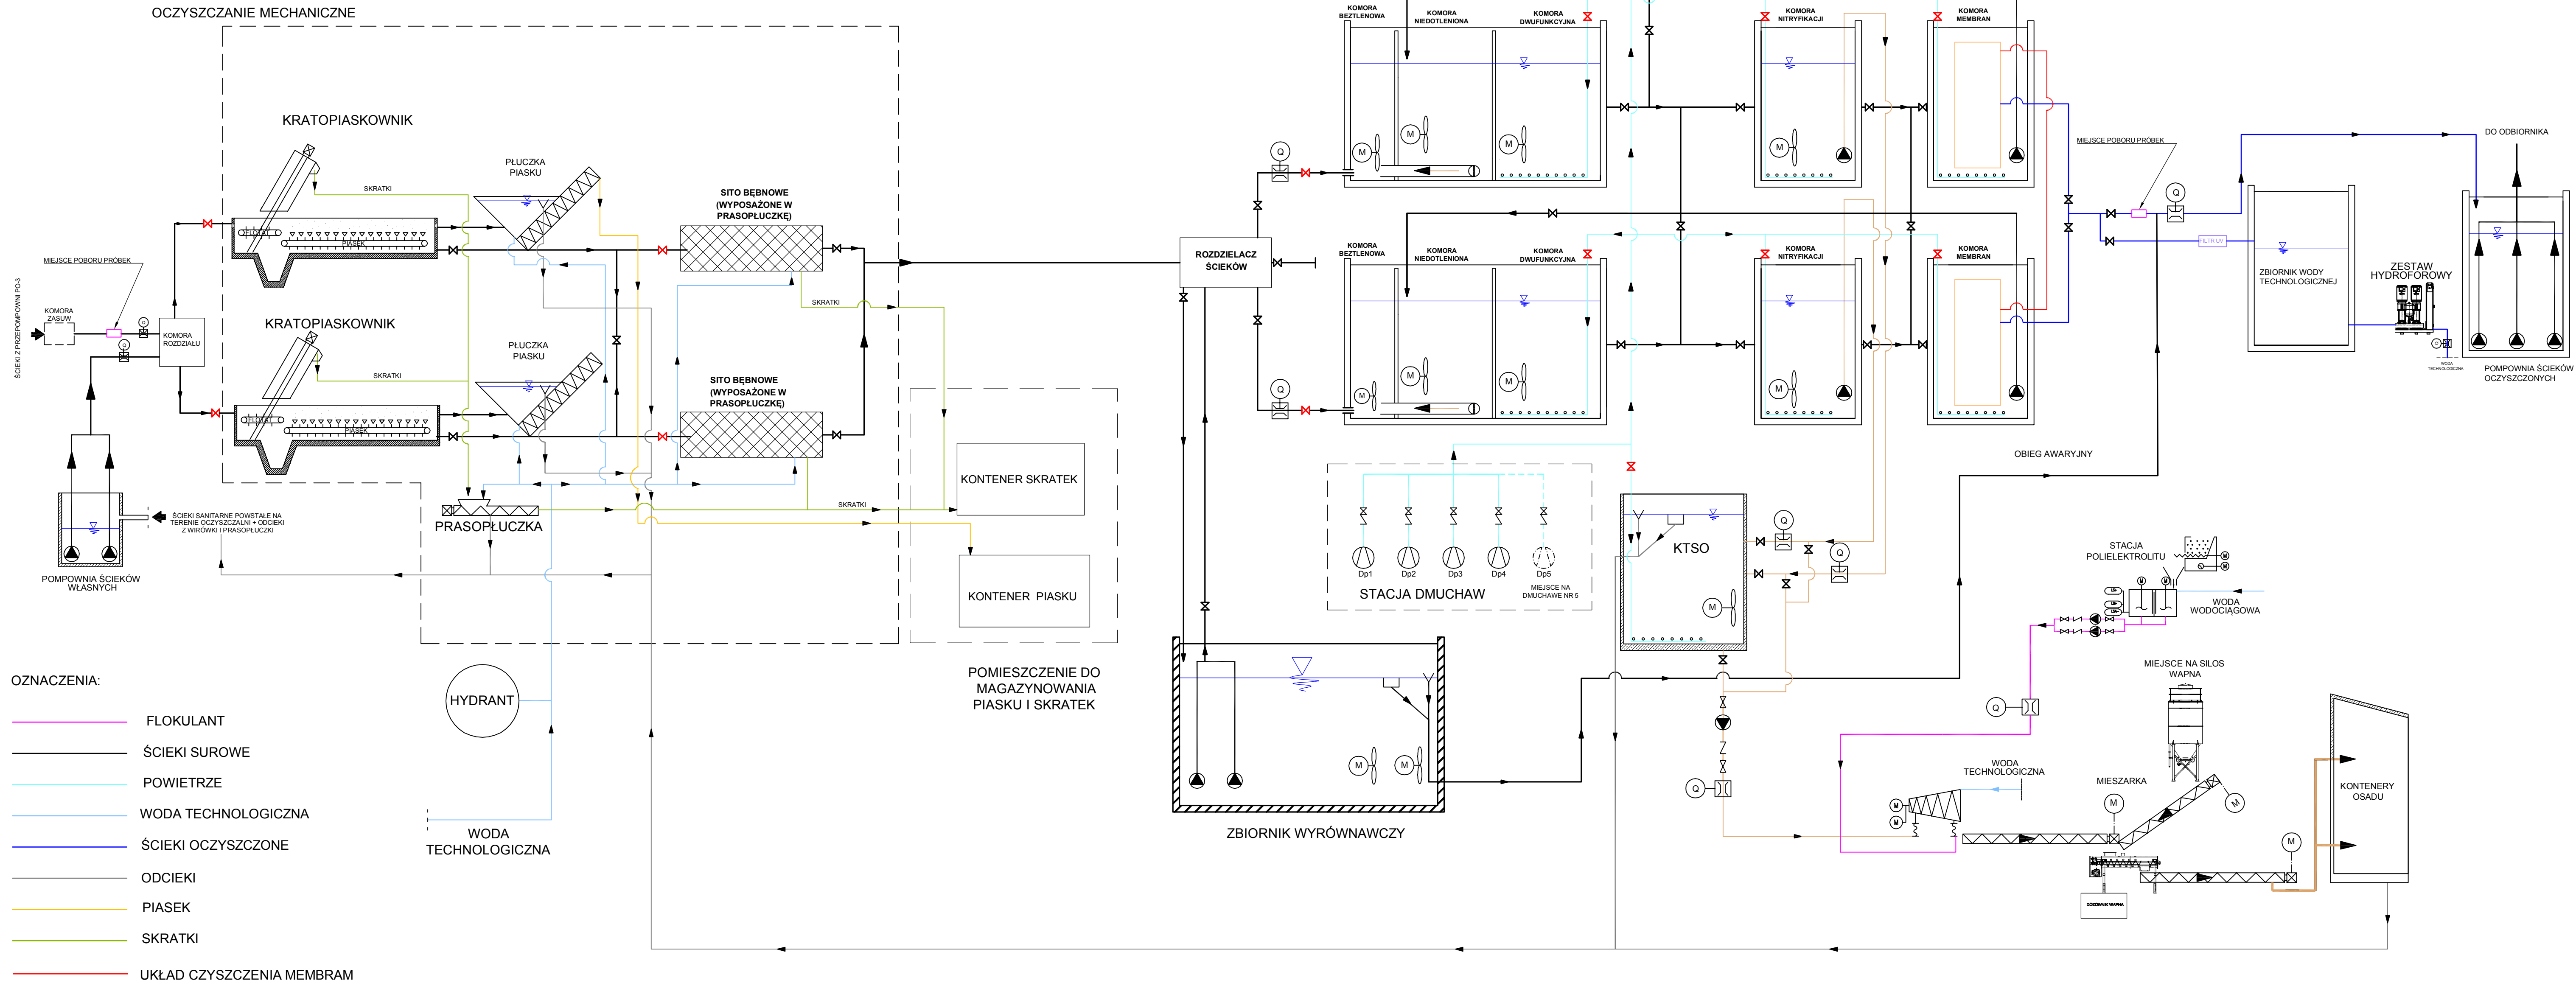 OCZYSZCZANIE MECHANICZNE
KRATOPIASKOWNIK
SKRATKI
PŁUCZKA
PIASKU
SITO BĘBNOWE
(WYPOSAŻONE W
PRASOPŁUCZKĘ)
PIASEK
MIEJSCE POBORU PRÓBEK
ŚCIEKI Z PRZEPOMPOWNI PO-3
KOMORA
ZASUW
Q
Q
KOMORA
ROZDZIAŁU
KRATOPIASKOWNIK
SKRATKI
PŁUCZKA
PIASKU
SKRATKI
SITO BĘBNOWE
(WYPOSAŻONE W
PRASOPŁUCZKĘ)
PIASEK
ŚCIEKI SANITARNE POWSTAŁE NA
TERENIE OCZYSZCZALNI + ODCIEKI
Z WIRÓWKI I PRASOPŁUCZKI
POMPOWNIA ŚCIEKÓW
WŁASNYCH
PRASOPŁUCZKA
SKRATKI
KONTENER SKRATEK
KONTENER PIASKU
POMIESZCZENIE DO
MAGAZYNOWANIA
PIASKU I SKRATEK
HYDRANT
WODA
TECHNOLOGICZNA
OZNACZENIA:
FLOKULANT
ŚCIEKI SUROWE
POWIETRZE
WODA TECHNOLOGICZNA
ŚCIEKI OCZYSZCZONE
ODCIEKI
PIASEK
SKRATKI
UKŁAD CZYSZCZENIA MEMBRAM
KOMORA
BEZTLENOWA
KOMORA
NIEDOTLENIONA
KOMORA
DWUFUNKCYJNA
KOMORA
NITRYFIKACJI
KOMORA
MEMBRAN
Q
M
M
M
M
ROZDZIELACZ
ŚCIEKÓW
KOMORA
BEZTLENOWA
KOMORA
NIEDOTLENIONA
KOMORA
DWUFUNKCYJNA
KOMORA
NITRYFIKACJI
KOMORA
MEMBRAN
Q
M
M
M
M
MIEJSCE POBORU PRÓBEK
Q
FILTR UV
ZBIORNIK WODY
TECHNOLOGICZNEJ
ZESTAW
HYDROFOROWY
Q
WODA
TECHNOLOGICZNA
DO ODBIORNIKA
POMPOWNIA ŚCIEKÓW
OCZYSZCZONYCH
OBIEG AWARYJNY
Dp1
Dp2
Dp3
Dp4
Dp5
MIEJSCE NA
DMUCHAWE NR 5
STACJA DMUCHAW
KTSO
M
Q
Q
M
M
ZBIORNIK WYRÓWNAWCZY
Q
STACJA
POLIELEKTROLITU
M
M
M
M
WODA
WODOCIĄGOWA
Q
MIEJSCE NA SILOS
WAPNA
WODA
TECHNOLOGICZNA
M
M
MIESZARKA
M
M
M
DOZOWNIK WAPNA
KONTENERY
OSADU